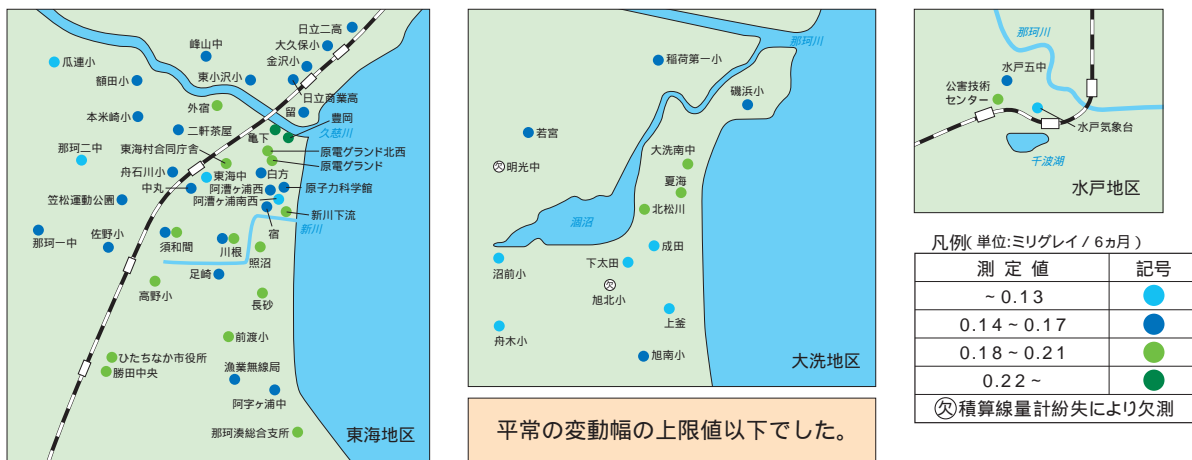 日立二高
大久保小
峰山中
金沢小
瓜連小
額田小
東小沢小
日立商業高
外宿
留
本米崎小
豊岡
久慈川
二軒茶屋
亀下
東海村合同庁舎
原電グランド北西
原電グランド
那珂二中
舟石川小
東海中
白方
中丸
阿漕ヶ浦西
原子力科学館
阿漕ヶ浦南西
笠松運動公園
新川下流
宿
新川
那珂一中
佐野小
須和間
川根
照沼
足崎
高野小
長砂
前渡小
ひたちなか市役所
勝田中央
漁業無線局
阿字ヶ浦中
那珂湊総合支所
東海地区
那珂川
稲荷第一小
磯浜小
若宮
欠
明光中
大洗南中
夏海
北松川
涸沼
成田
沼前小
下太田
欠
旭北小
上釜
舟木小
旭南小
大洗地区
平常の変動幅の上限値以下でした。
那珂川
水戸五中
公害技術
センター
水戸気象台
千波湖
水戸地区
凡例(単位:ミリグレイ/6ヵ月)
測定値 記号
~0.13
0.14~0.17
0.18~0.21
0.22~
欠積算線量計紛失により欠測